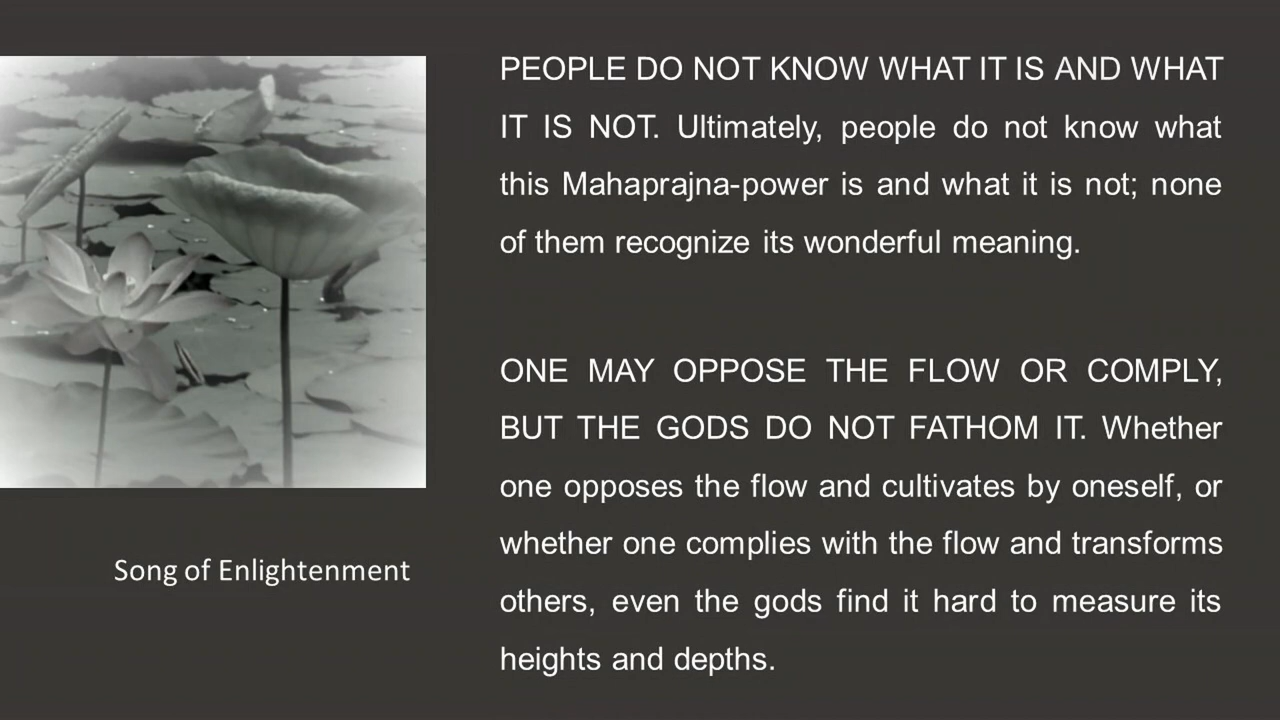 PEOPLE DO NOT KNOW WHAT IT IS AND WHAT
IT IS NOT. Ultimately, people do not know what
this Mahaprajna-power is and what it is not; none
of them recognize its wonderful meaning.
ONE MAY OPPOSE THE FLOW OR COMPLY,
BUT THE GODS DO NOT FATHOM IT. Whether
one opposes the flow and cultivates by oneself, or
whether one complies with the flow and transforms
others, even the gods find it hard to measure its
heights and depths.
Song of Enlightenment